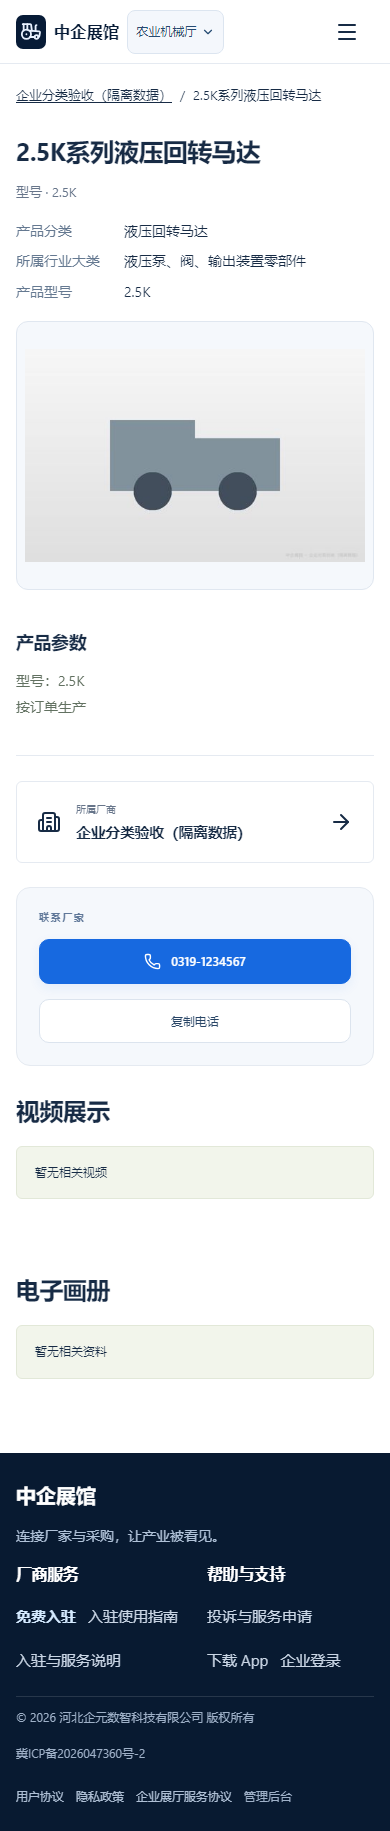 中企展馆
农业机械厅
企业分类验收（隔离数据） / 2.5K系列液压回转马达
2.5K系列液压回转马达
型号 · 2.5K
产品分类 液压回转马达
所属行业大类 液压泵、阀、输出装置零部件
产品型号 2.5K
产品参数
型号：2.5K
按订单生产
所属厂商
企业分类验收（隔离数据）
联系厂家
0319-1234567
复制电话
视频展示
暂无相关视频
电子画册
暂无相关资料
中企展馆
连接厂家与采购，让产业被看见。
厂商服务 帮助与支持
免费入驻 入驻使用指南 投诉与服务申请
入驻与服务说明 下载 App 企业登录
© 2026 河北企元数智科技有限公司 版权所有
冀ICP备2026047360号-2
用户协议 隐私政策 企业展厅服务协议 管理后台